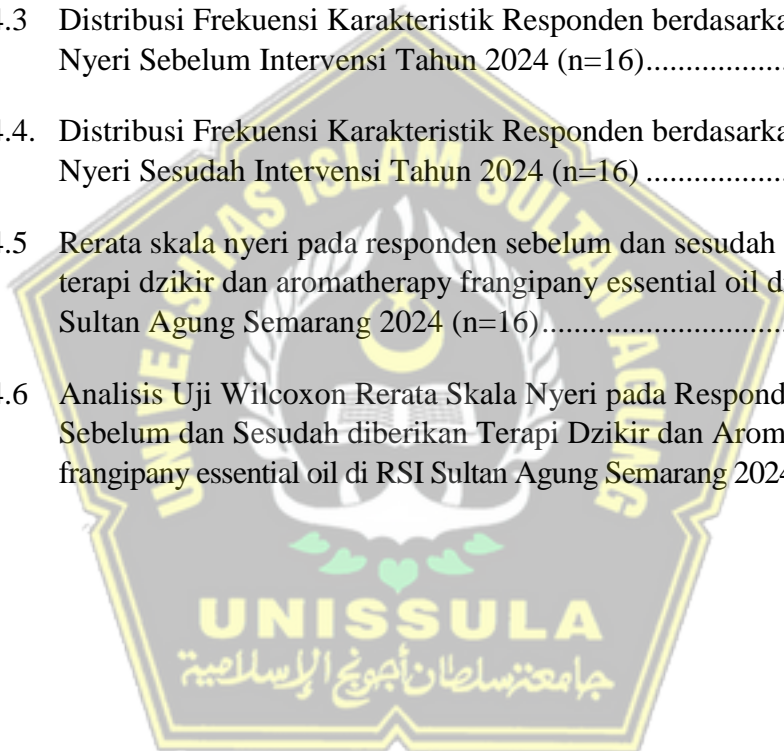 4.3 Distribusi Frekuensi Karakteristik Responden berdasarka
Nyeri Sebelum Intervensi Tahun 2024 (n=16)..................
4.4. Distribusi Frekuensi Karakteristik Responden berdasarka
Nyeri Sesudah Intervensi Tahun 2024 (n=16) ..................
4.5 Rerata skala nyeri pada responden sebelum dan sesudah
terapi dzikir dan aromatherapy frangipany essential oil d
Sultan Agung Semarang 2024 (n=16)..............................
4.6 Analisis Uji Wilcoxon Rerata Skala Nyeri pada Respond
Sebelum dan Sesudah diberikan Terapi Dzikir dan Arom
frangipany essential oil di RSI Sultan Agung Semarang 2024
UNIVERSITAS ISLAM SULTAN AGUNG
UNISSULA
جامعة سلطان أجونج الإسلامية